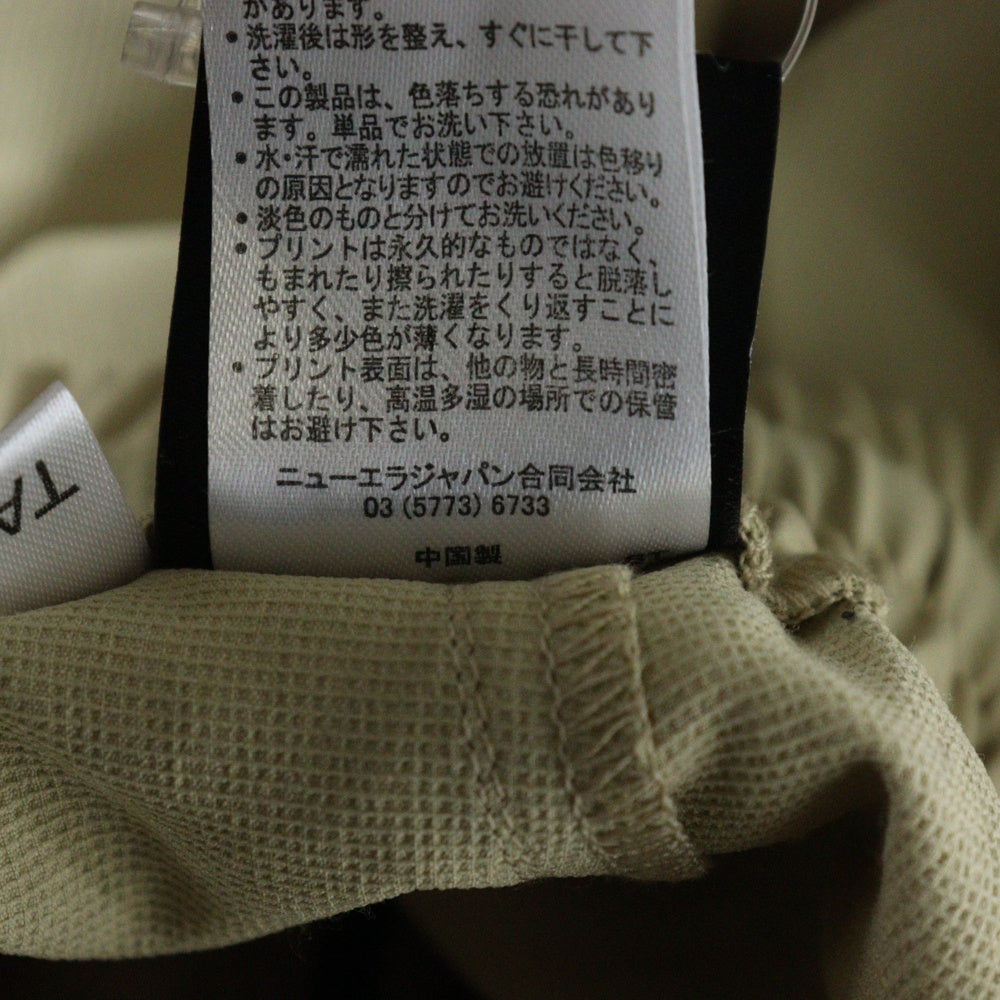 があります。
・洗濯後は形を整え、すぐに干して下
さい。
・この製品は、色落ちする恐れがあり
ます。単品でお洗い下さい。
・水・汗で濡れた状態での放置は色移り
の原因となりますのでお避けください。
・淡色のものと分けてお洗いください。
・プリントは永久的なものではなく、
もまれたり擦られたりすると脱落し
やすく、また洗濯をくり返すことに
より多少色が薄くなります。
・プリント表面は、他の物と長時間密
着したり、高温多湿の場所での保管
はお避け下さい。
ニューエラジャパン合同会社
03 (5773) 6733
中国製
TA